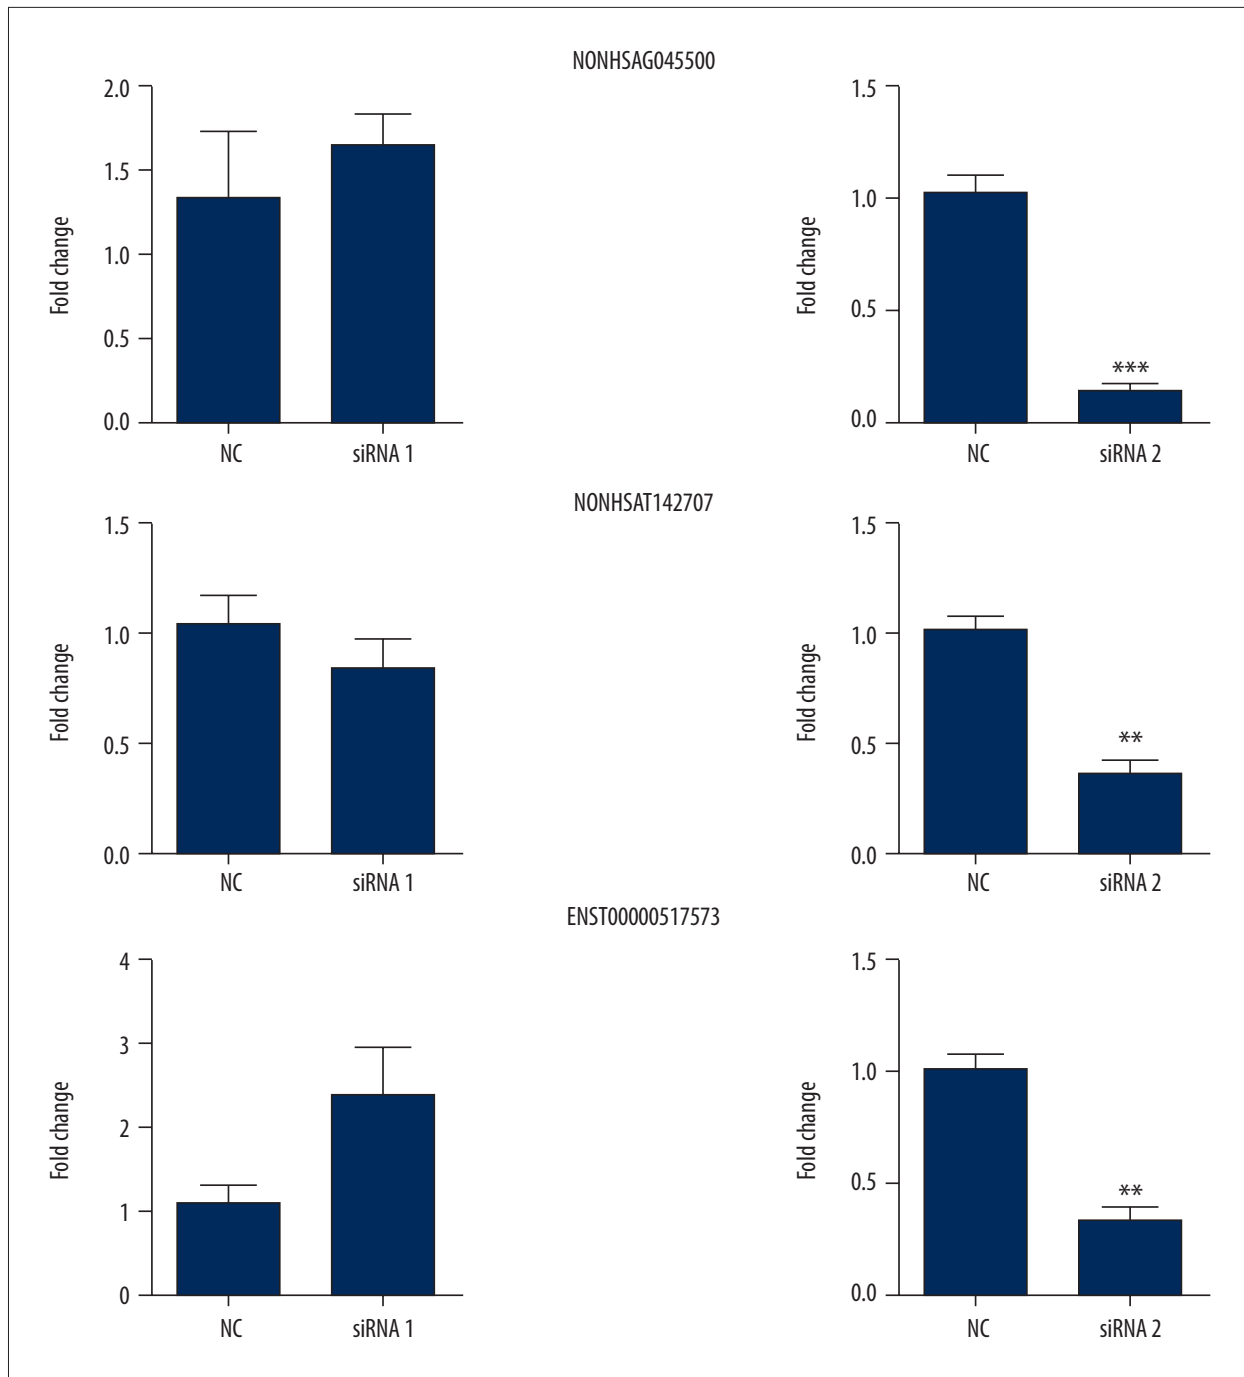 NONHSAG045500
Fold change
2.0
1.5
1.0
0.5
0.0
NC siRNA 1
Fold change
1.5
1.0
0.5
0.0
***
NC siRNA 2
NONHSAT142707
Fold change
1.5
1.0
0.5
0.0
NC siRNA 1
Fold change
1.5
1.0
0.5
0.0
**
NC siRNA 2
ENST00000517573
Fold change
4
3
2
1
0
NC siRNA 1
Fold change
1.5
1.0
0.5
0.0
**
NC siRNA 2